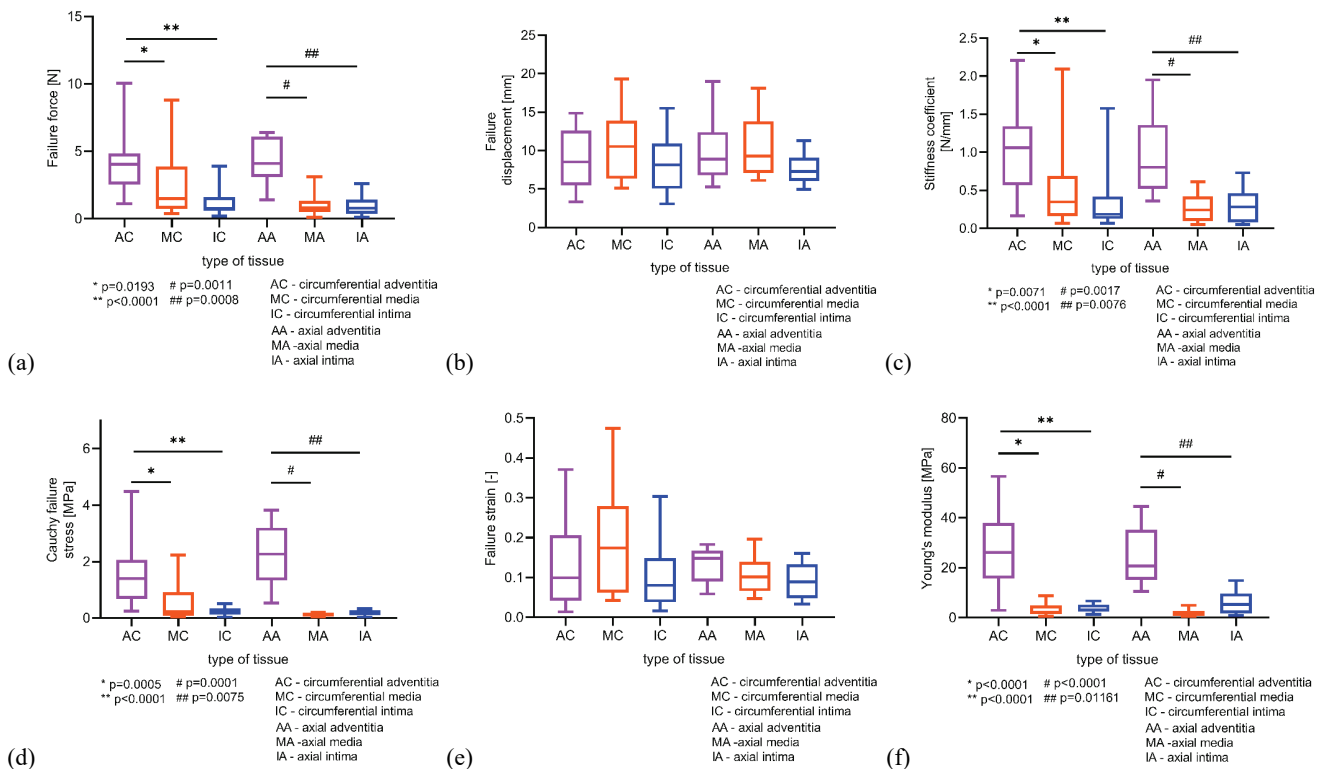 15
10
5
0
Failure force [N]
*
**
#
##
AC MC IC AA MA IA
type of tissue
* p=0.0193 # p=0.0011
** p<0.0001 ## p=0.0008
AC - circumferential adventitia
MC - circumferential media
IC - circumferential intima
AA - axial adventitia
MA -axial media
IA - axial intima
(a)
25
20
15
10
5
0
Failure
displacement [mm]
AC MC IC AA MA IA
type of tissue
AC - circumferential adventitia
MC - circumferential media
IC - circumferential intima
AA - axial adventitia
MA -axial media
IA - axial intima
(b)
2.5
2.0
1.5
1.0
0.5
0.0
Stiffness coefficient
[N/mm]
**
*
##
#
AC MC IC AA MA IA
type of tissue
* p=0.0071 # p=0.0017
** p<0.0001 ## p=0.0076
AC - circumferential adventitia
MC - circumferential media
IC - circumferential intima
AA - axial adventitia
MA -axial media
IA - axial intima
(c)
6
4
2
0
Cauchy failure
stress [MPa]
**
*
##
#
AC MC IC AA MA IA
type of tissue
* p=0.0005 # p=0.0001
** p<0.0001 ## p=0.0075
AC - circumferential adventitia
MC - circumferential media
IC - circumferential intima
AA - axial adventitia
MA -axial media
IA - axial intima
(d)
0.5
0.4
0.3
0.2
0.1
0.0
Failure strain [-]
AC MC IC AA MA IA
type of tissue
AC - circumferential adventitia
MC - circumferential media
IC - circumferential intima
AA - axial adventitia
MA -axial media
IA - axial intima
(e)
80
60
40
20
0
Young's modulus [MPa]
**
*
##
#
AC MC IC AA MA IA
type of tissue
* p<0.0001 # p<0.0001
** p<0.0001 ## p=0.01161
AC - circumferential adventitia
MC - circumferential media
IC - circumferential intima
AA - axial adventitia
MA -axial media
IA - axial intima
(f)